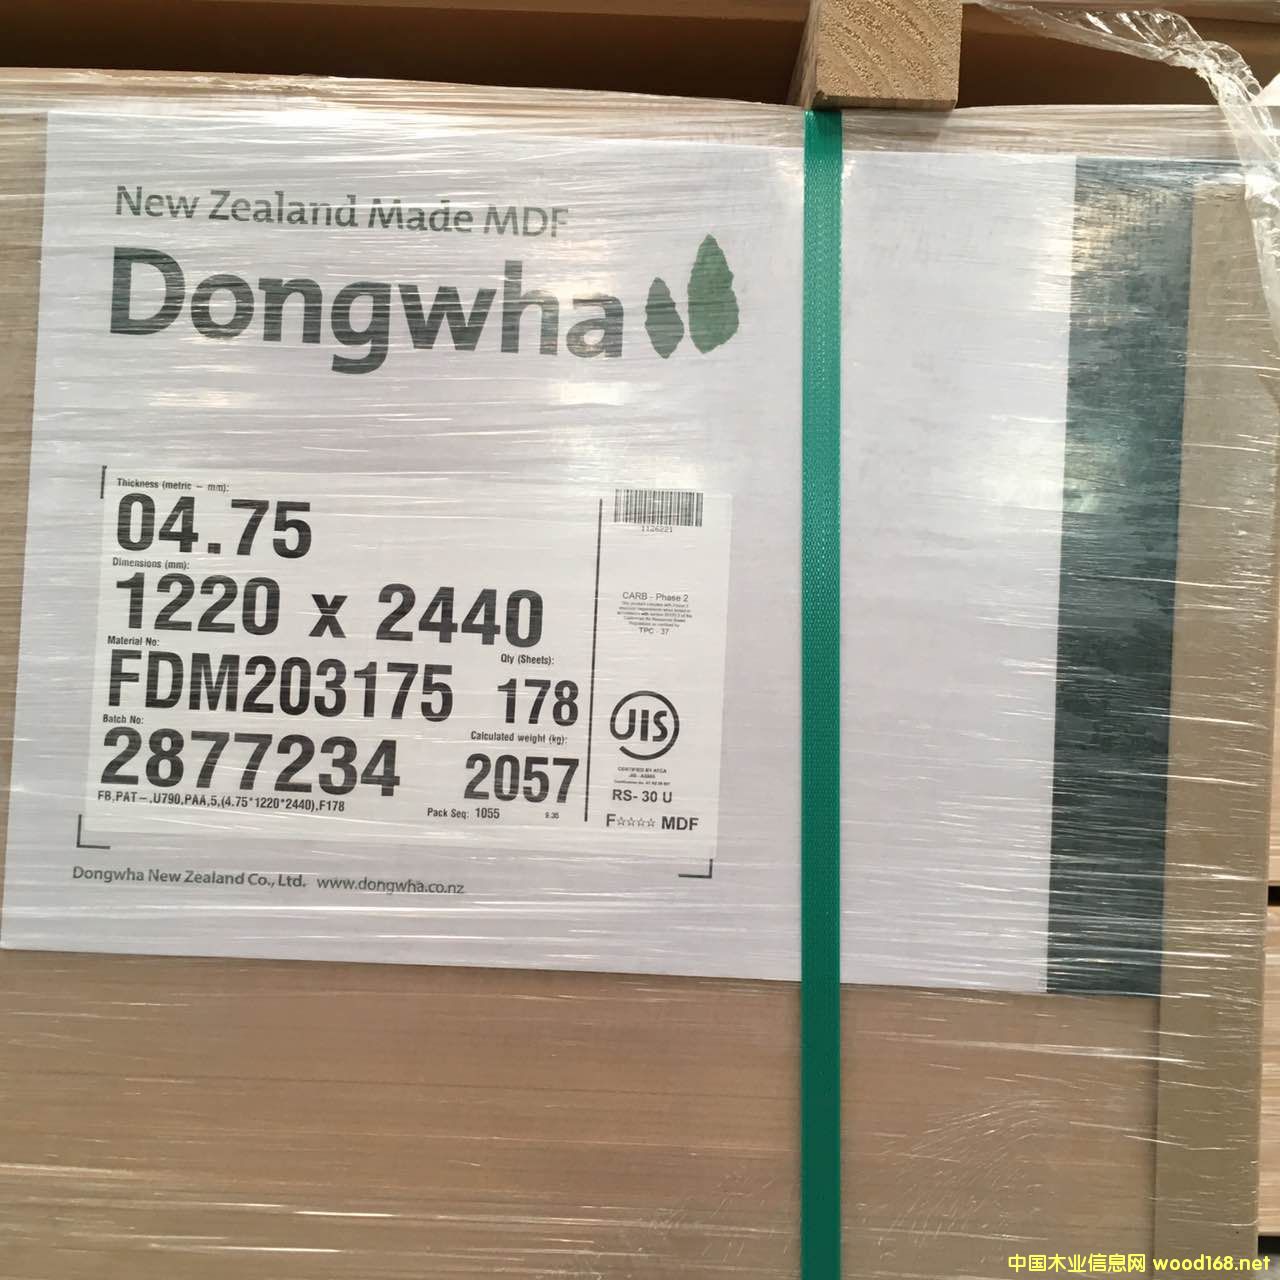 New Zealand Made MDF
Dongwha
Thickness (metric - mm):
04.75
Dimensions (mm):
1220 x 2440
Material No:
FDM203175
Qty (Sheets):
178
Batch No:
2877234
Calculated weight (kg):
2057
FB,PAT-,U790,PAA,5,(4.75*1220*2440),F178
Pack Seq: 1055
9.35
1126221
CARB - Phase 2
TPC - 37
JIS
RS- 30 U
F☆☆☆☆ MDF
Dongwha New Zealand Co., Ltd. www.dongwha.co.nz
中国木业信息网 wood168.net